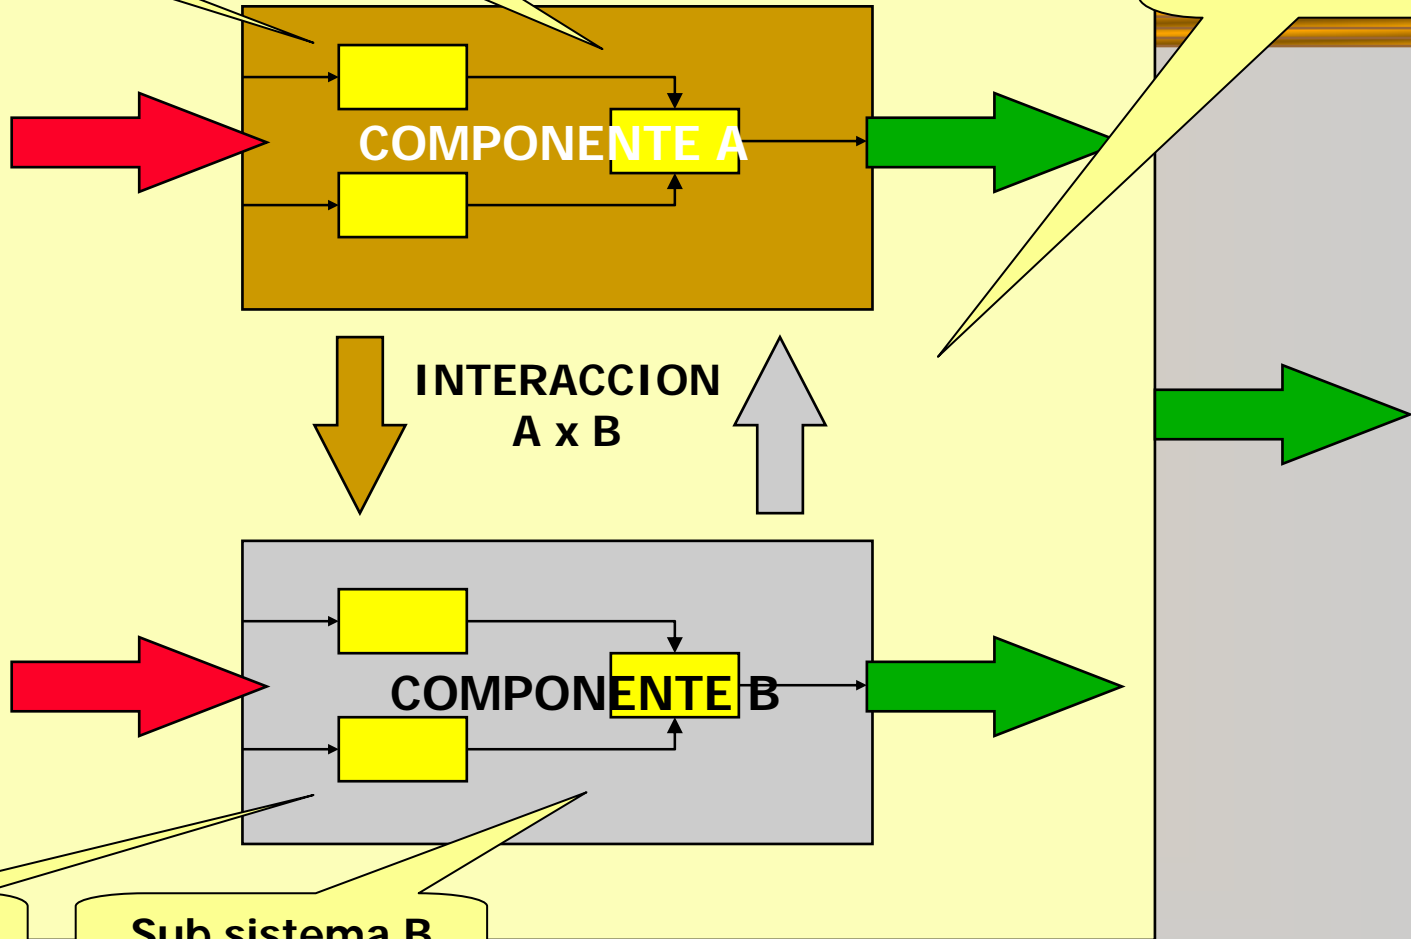 COMPONENTE A
INTERACCION
A x B
COMPONENTE B
Sub sistema B